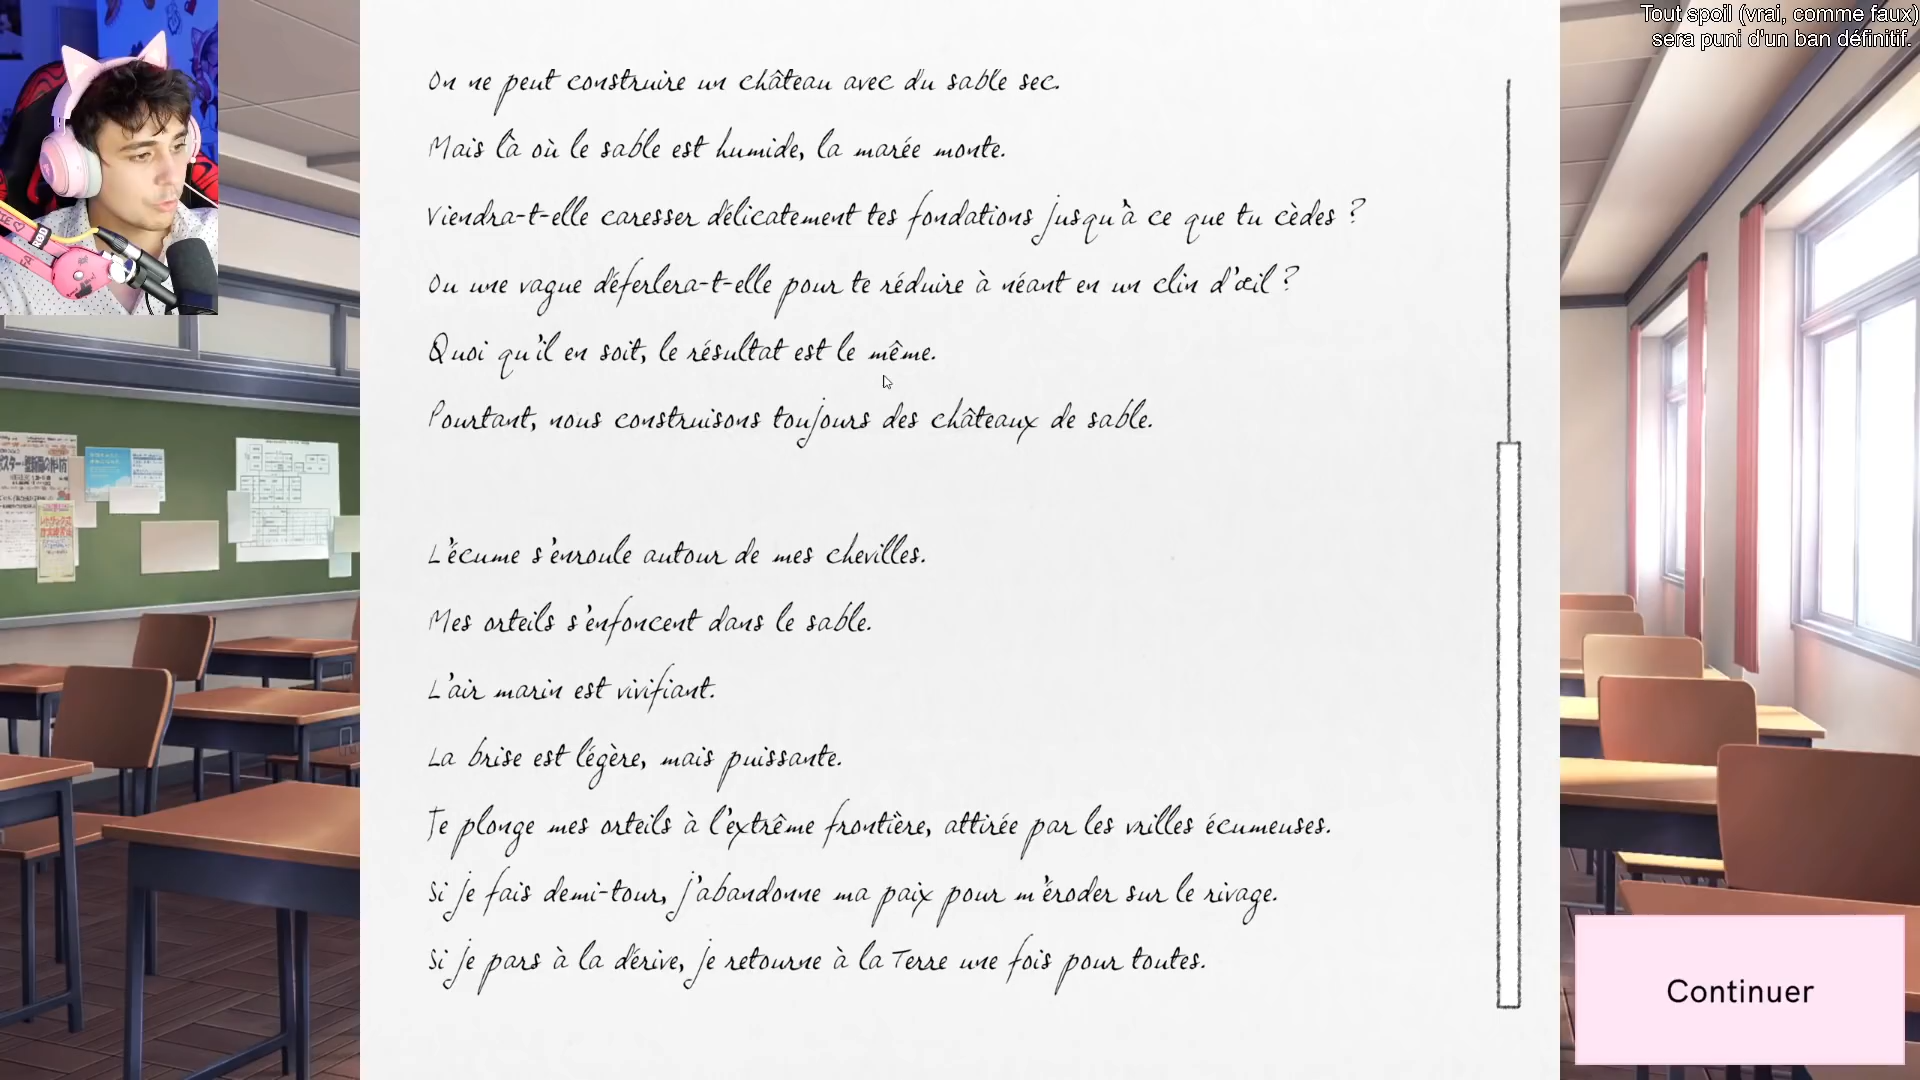 Tout spoil (vrai, comme faux)
sera puni d'un ban définitif.
On ne peut construire un château avec du sable sec.
Mais là où le sable est humide, la marée monte.
Viendra-t-elle caresser délicatement tes fondations jusqu'à ce que tu cèdes ?
Ou une vague déferlera-t-elle pour te réduire à néant en un clin d'œil ?
Quoi qu'il en soit, le résultat est le même.
Pourtant, nous construisons toujours des châteaux de sable.
L'écume s'enroule autour de mes chevilles.
Mes orteils s'enfoncent dans le sable.
L'air marin est vivifiant.
La brise est légère, mais puissante.
Je plonge mes orteils à l'extrême frontière, attirée par les vrilles écumeuses.
Si je fais demi-tour, j'abandonne ma paix pour m'éroder sur le rivage.
Si je pars à la dérive, je retourne à la Terre une fois pour toutes.
Continuer
RØDE